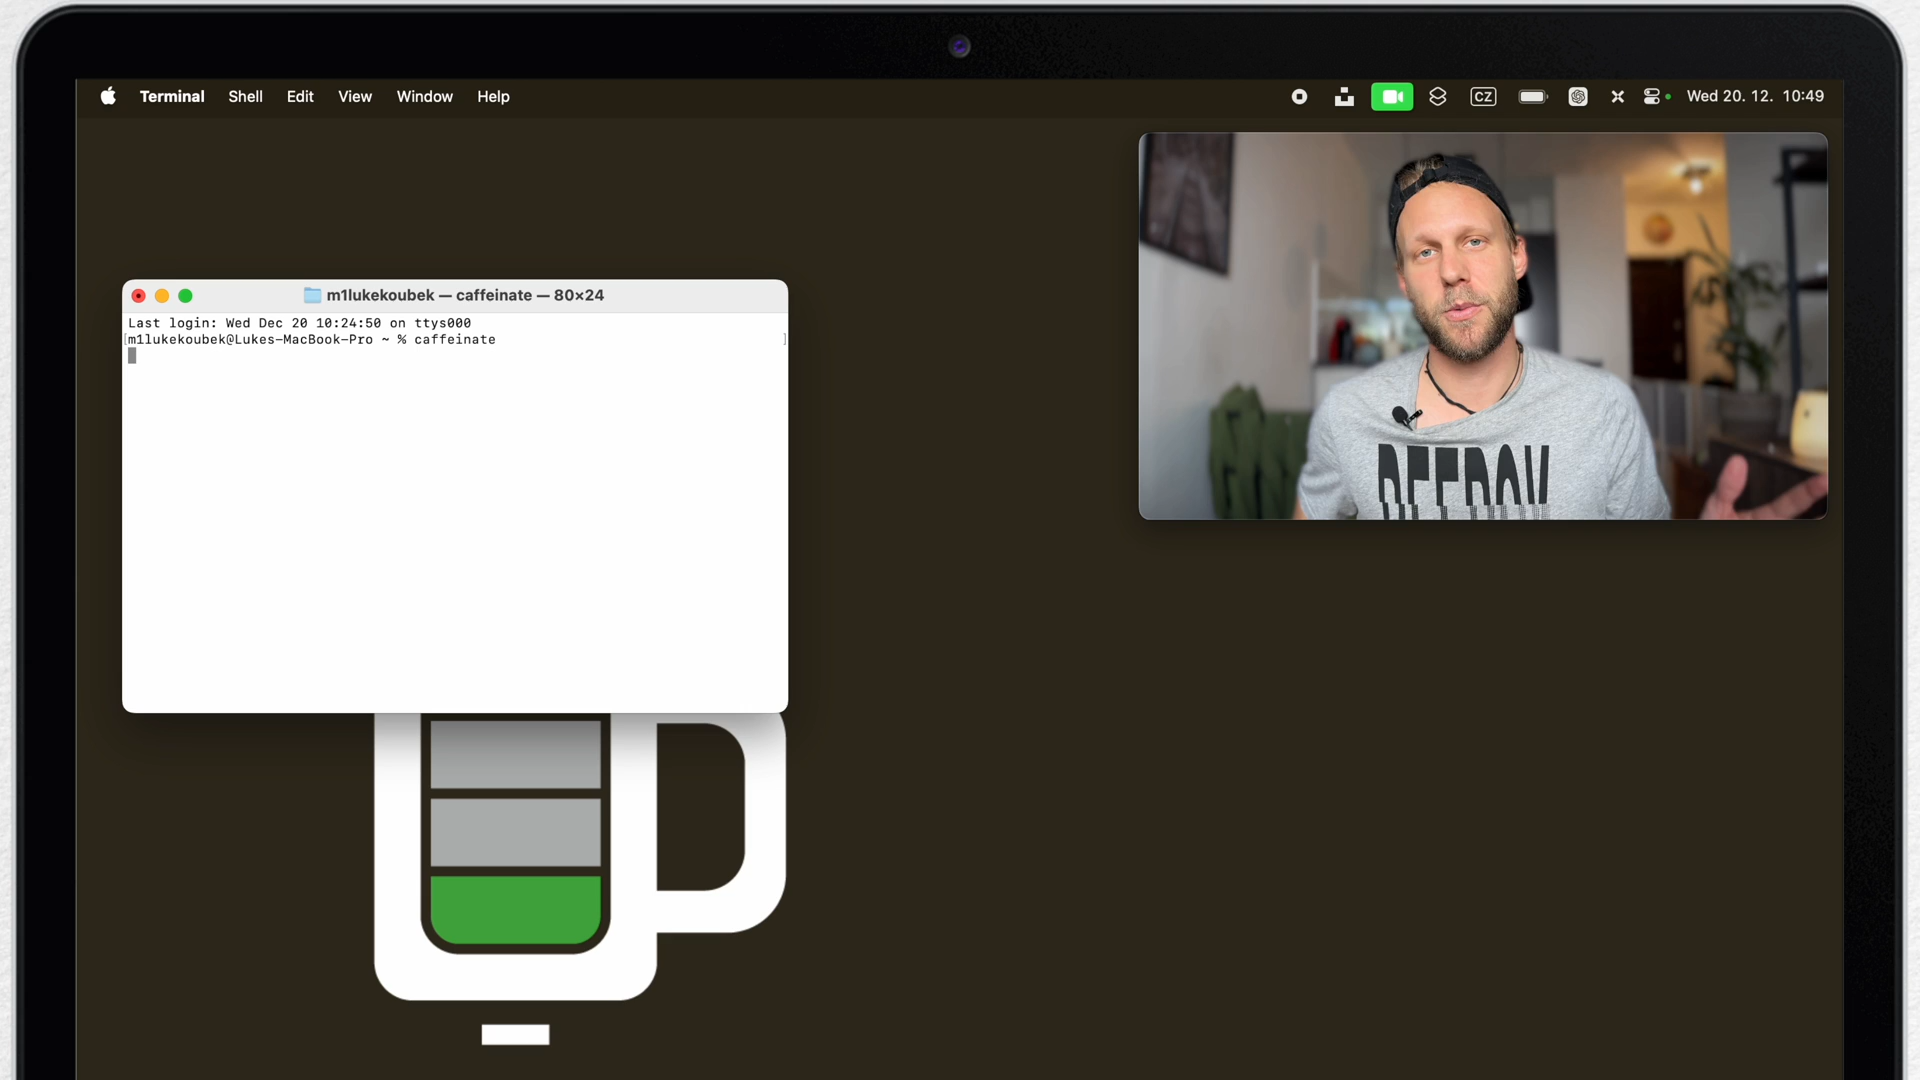 Terminal Shell Edit View Window Help CZ Wed 20. 12. 10:49
m1lukekoubek — caffeinate — 80×24
Last login: Wed Dec 20 10:24:50 on ttys000
[m1lukekoubek@Lukes-MacBook-Pro ~ % caffeinate ]